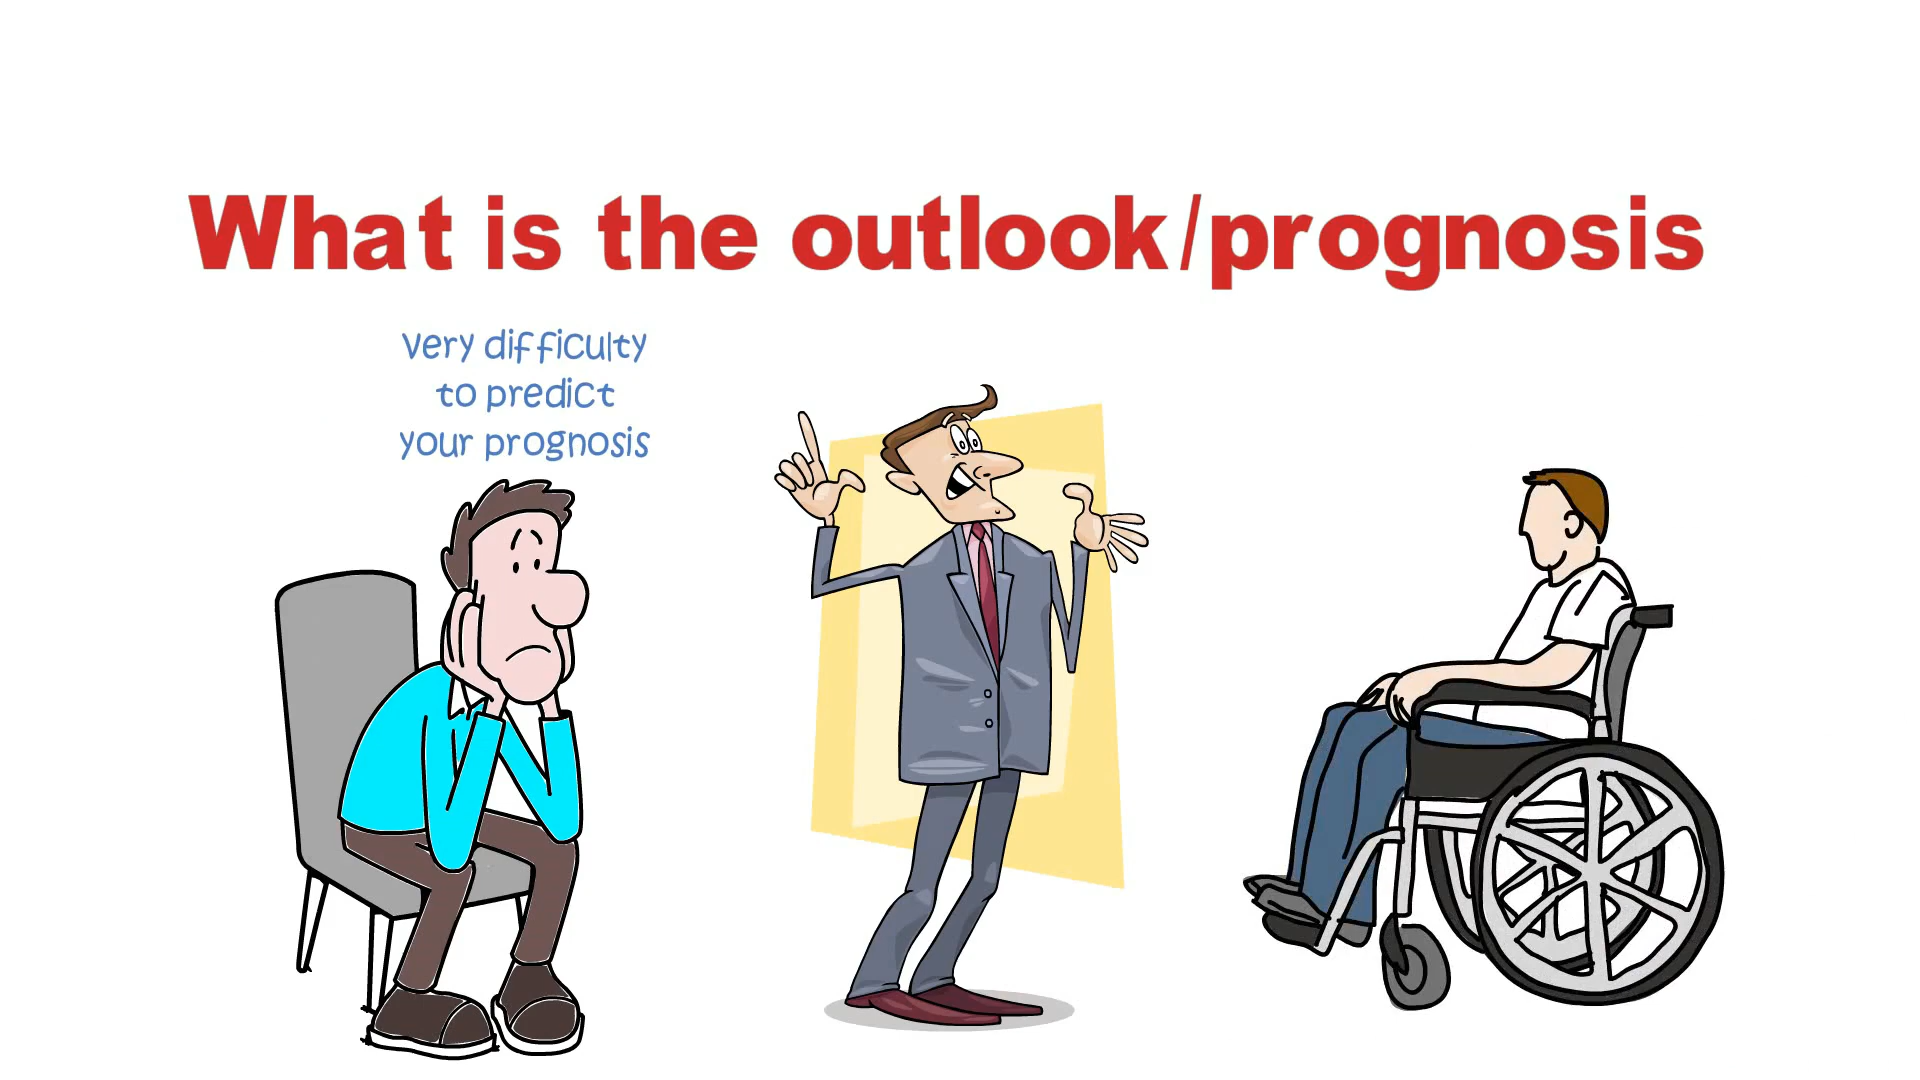 What is the outlook/prognosis
very difficulty
to predict
your prognosis